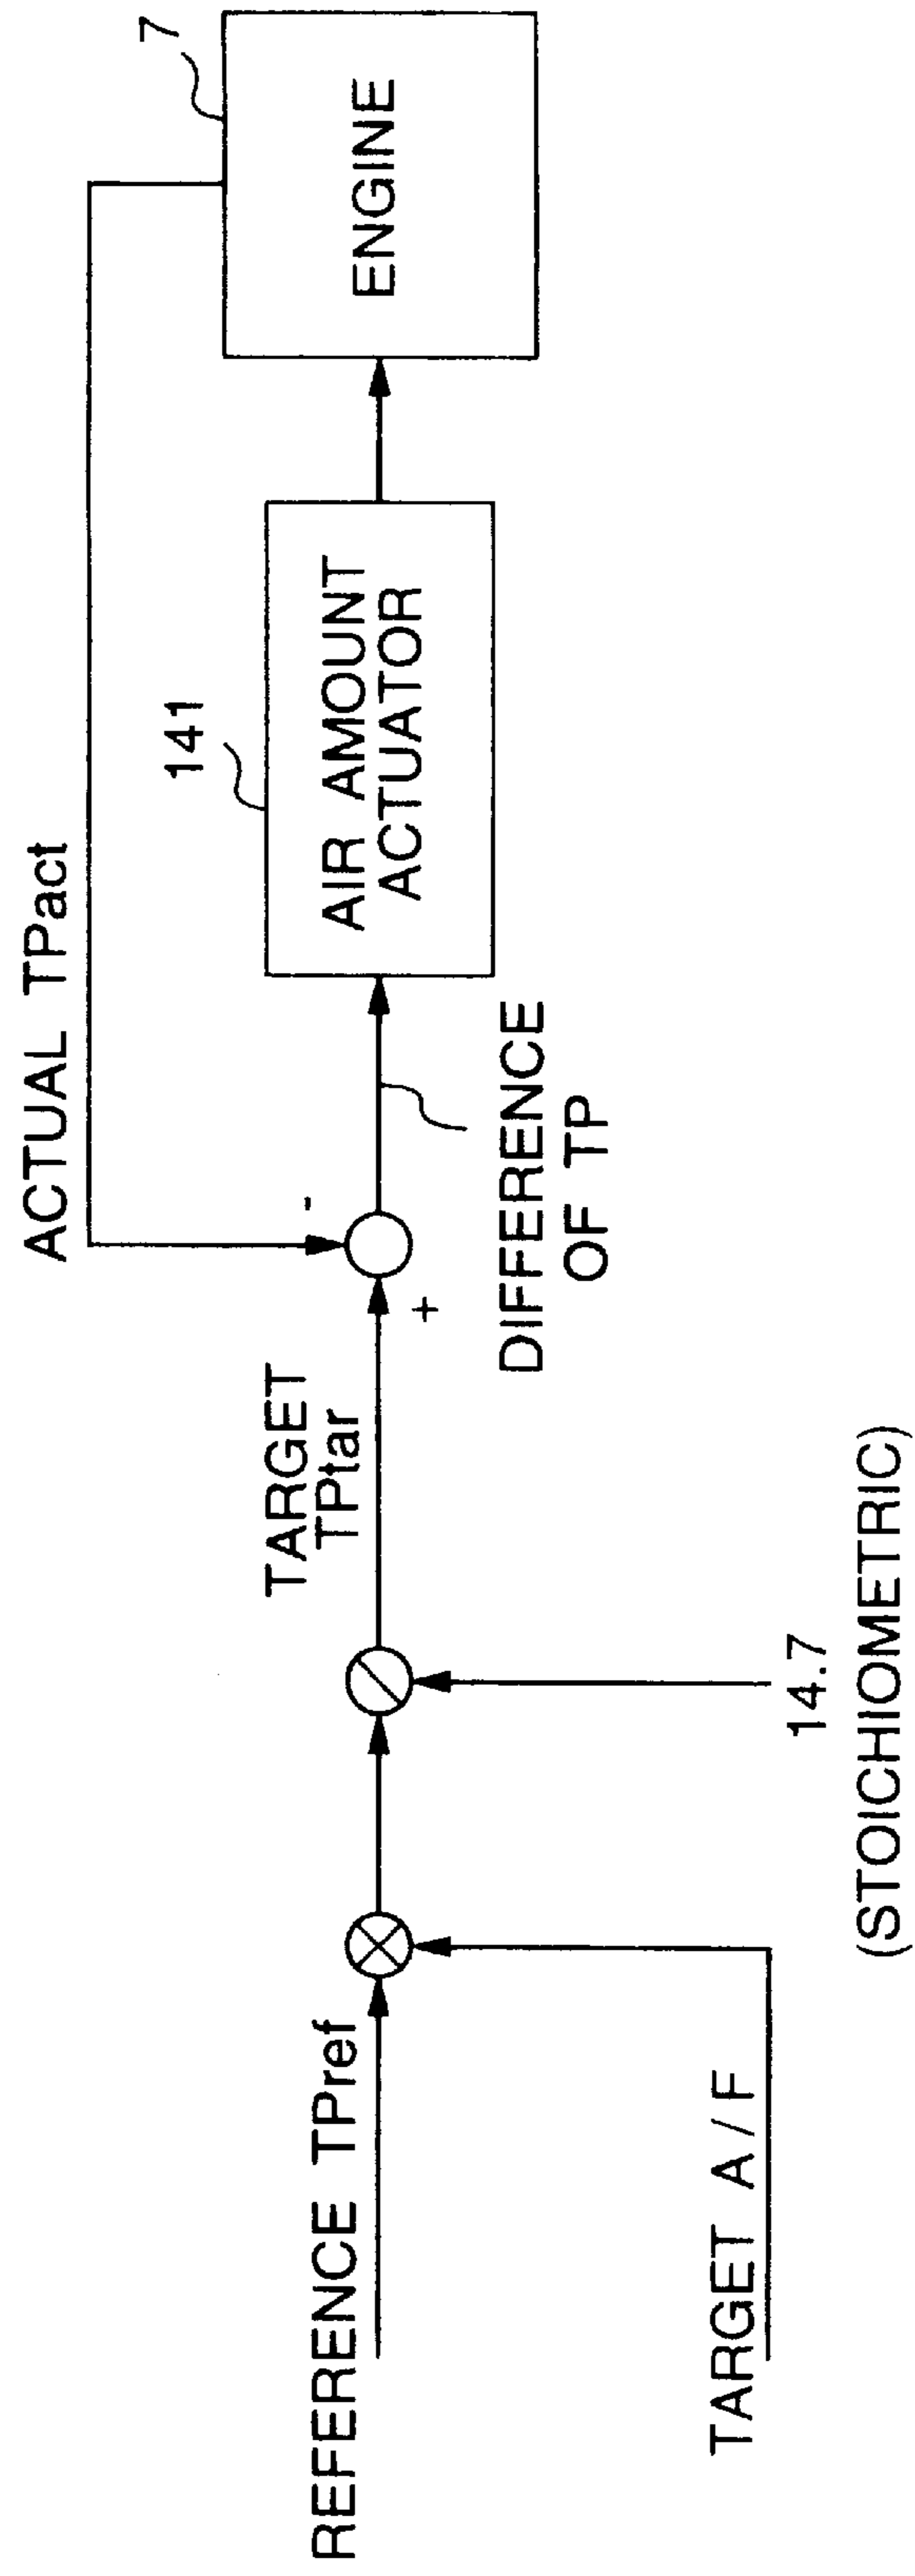 REFERENCE TPref
TARGET A/F
14.7
(STOICHIOMETRIC)
TARGET
TPtar
+
-
DIFFERENCE
OF TP
ACTUAL TPact
141
AIR AMOUNT
ACTUATOR
7
ENGINE